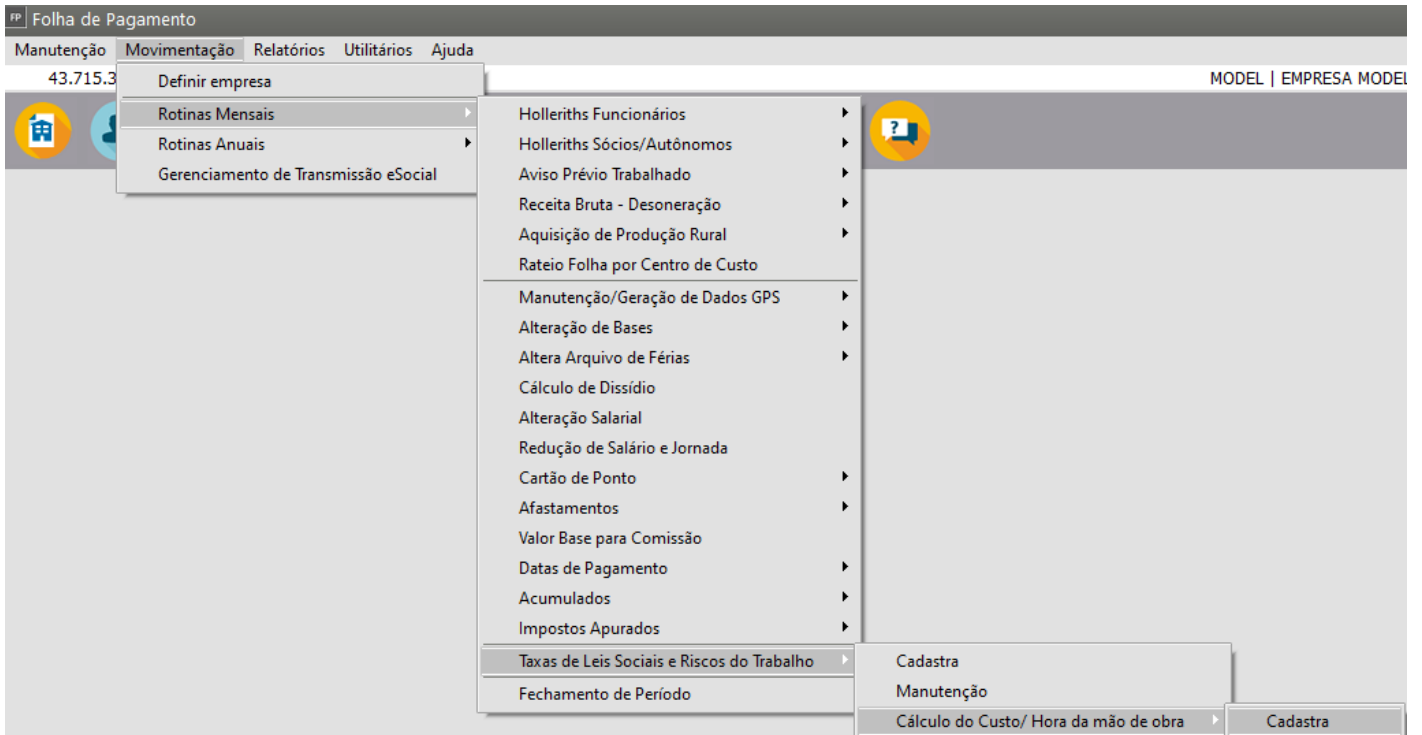 FP Folha de Pagamento
Manutenção Movimentação Relatórios Utilitários Ajuda
43.715.3
MODEL | EMPRESA MODEL
Definir empresa
Rotinas Mensais
Rotinas Anuais
Gerenciamento de Transmissão eSocial
Holleriths Funcionários
Holleriths Sócios/Autônomos
Aviso Prévio Trabalhado
Receita Bruta - Desoneração
Aquisição de Produção Rural
Rateio Folha por Centro de Custo
Manutenção/Geração de Dados GPS
Alteração de Bases
Altera Arquivo de Férias
Cálculo de Dissídio
Alteração Salarial
Redução de Salário e Jornada
Cartão de Ponto
Afastamentos
Valor Base para Comissão
Datas de Pagamento
Acumulados
Impostos Apurados
Taxas de Leis Sociais e Riscos do Trabalho
Fechamento de Período
Cadastra
Manutenção
Cálculo do Custo/ Hora da mão de obra
Cadastra
?